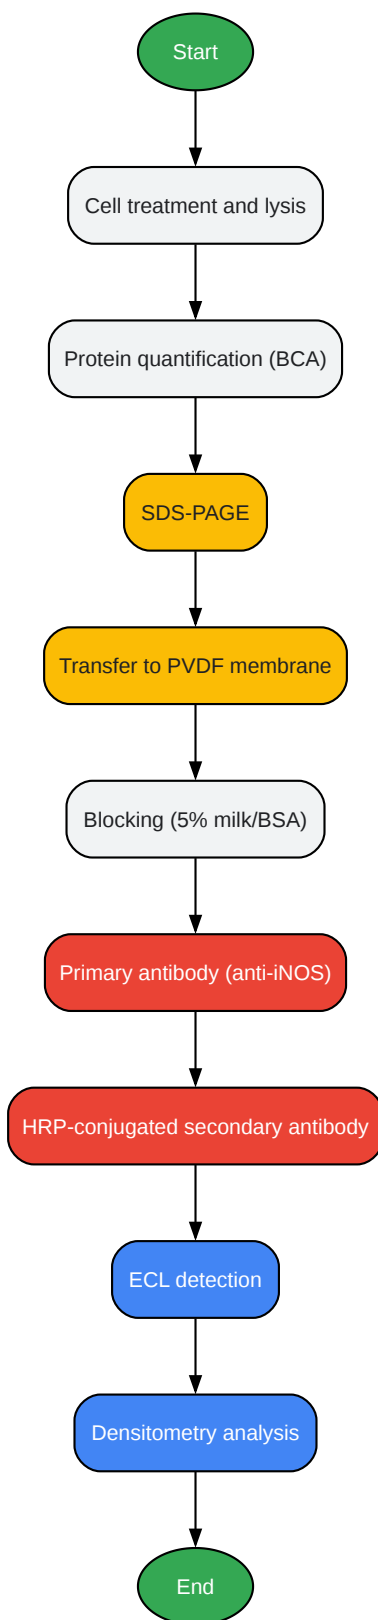 Start
Cell treatment and lysis
Protein quantification (BCA)
SDS-PAGE
Transfer to PVDF membrane
Blocking (5% milk/BSA)
Primary antibody (anti-iNOS)
HRP-conjugated secondary antibody
ECL detection
Densitometry analysis
End